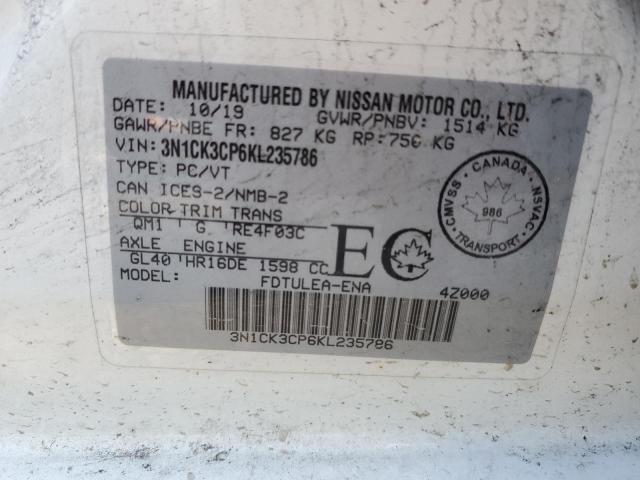 MANUFACTURED BY NISSAN MOTOR CO., LTD.
DATE: 10/19 GVWR/PNBV: 1514 KG
GAWR/PNBE FR: 827 KG RP: 756 KG
VIN: 3N1CK3CP6KL235786
TYPE: PC/VT
CAN ICES-2/NMB-2
COLOR TRIM TRANS
QM1 G RE4F03C
AXLE ENGINE
GL40 HR16DE 1598 CC
MODEL: FDTULEA-ENA
4Z000
EC
CANADA
CMVSS
NSVAC
986
TRANSPORT
3N1CK3CP6KL235786